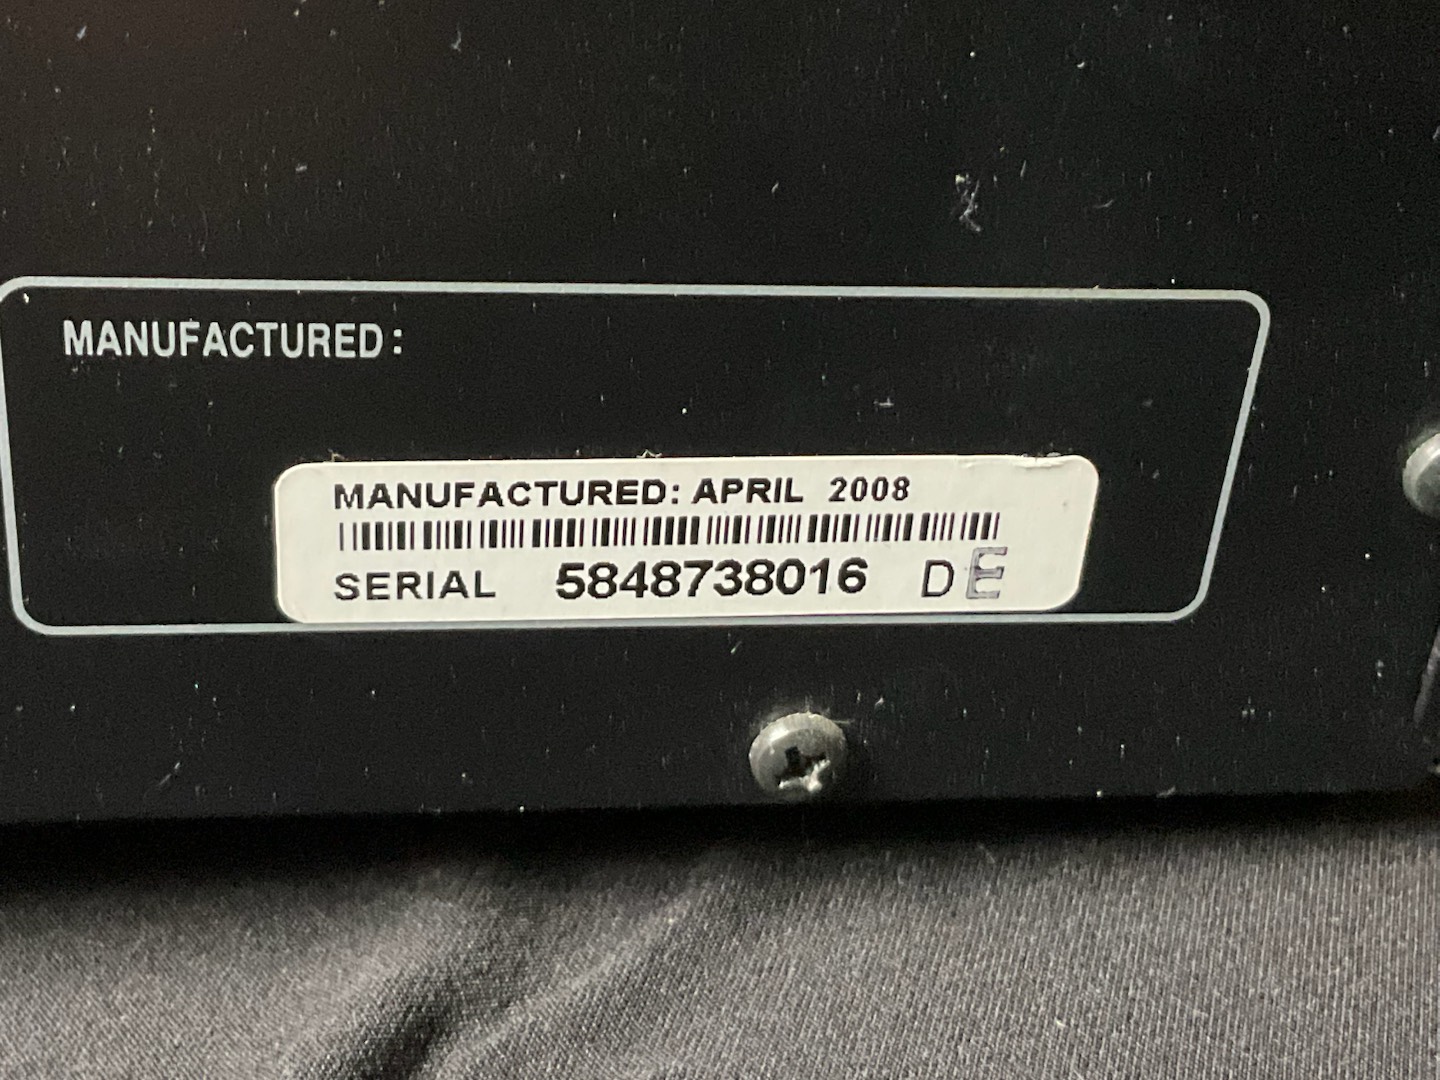 MANUFACTURED:
MANUFACTURED: APRIL 2008
SERIAL 5848738016 DE